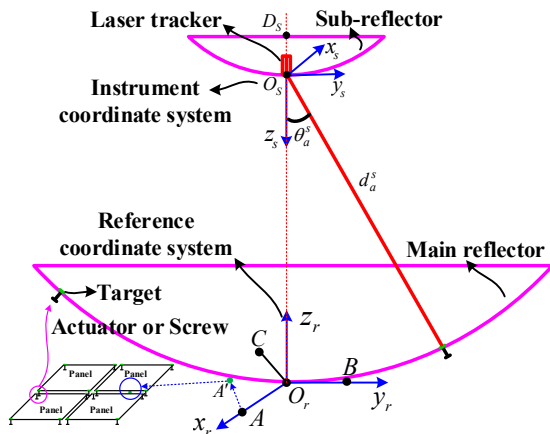 Laser tracker
D_s
Sub-reflector
x_s
Instrument
coordinate system
O_s
y_s
z_s
θ_a^s
d_a^s
Reference
coordinate system
Main reflector
Target
Actuator or Screw
z_r
C
B
Panel
Panel
Panel
Panel
A'
A
O_r
x_r
y_r